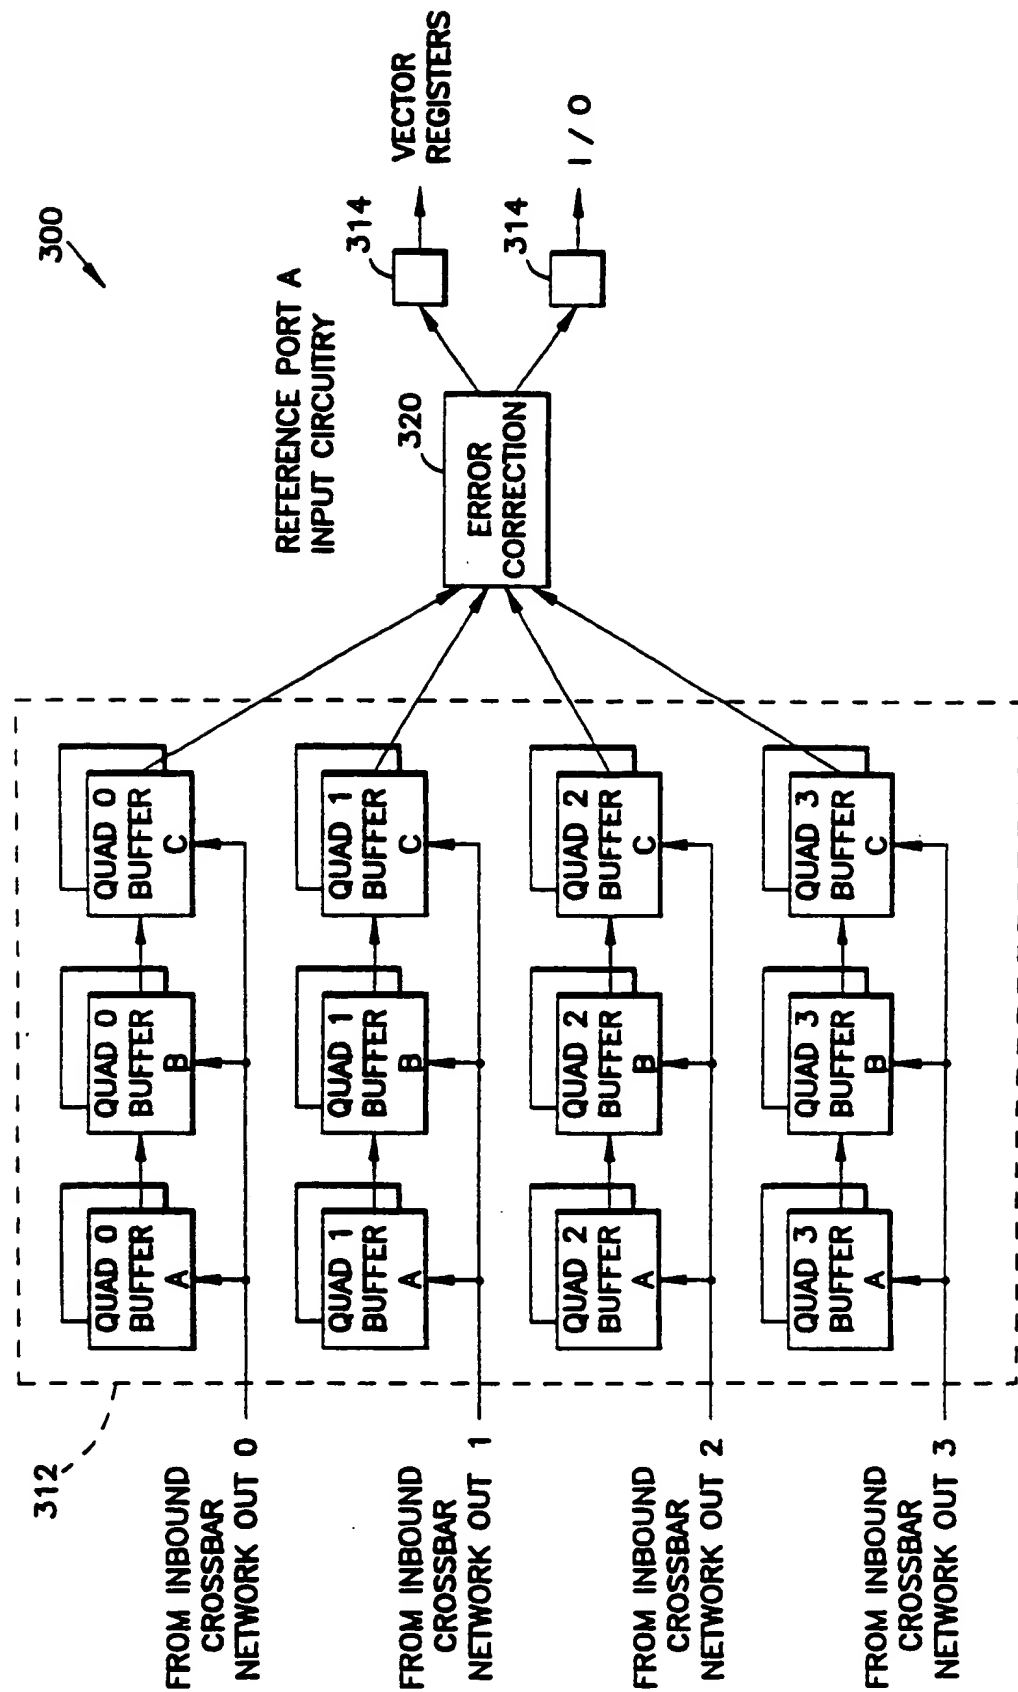 300
REFERENCE PORT A
INPUT CIRCUITRY
312
FROM INBOUND
CROSSBAR
NETWORK OUT 0
QUAD 0
BUFFER
A
QUAD 0
BUFFER
B
QUAD 0
BUFFER
C
FROM INBOUND
CROSSBAR
NETWORK OUT 1
QUAD 1
BUFFER
A
QUAD 1
BUFFER
B
QUAD 1
BUFFER
C
FROM INBOUND
CROSSBAR
NETWORK OUT 2
QUAD 2
BUFFER
A
QUAD 2
BUFFER
B
QUAD 2
BUFFER
C
FROM INBOUND
CROSSBAR
NETWORK OUT 3
QUAD 3
BUFFER
A
QUAD 3
BUFFER
B
QUAD 3
BUFFER
C
320
ERROR
CORRECTION
314
VECTOR
REGISTERS
314
I / O